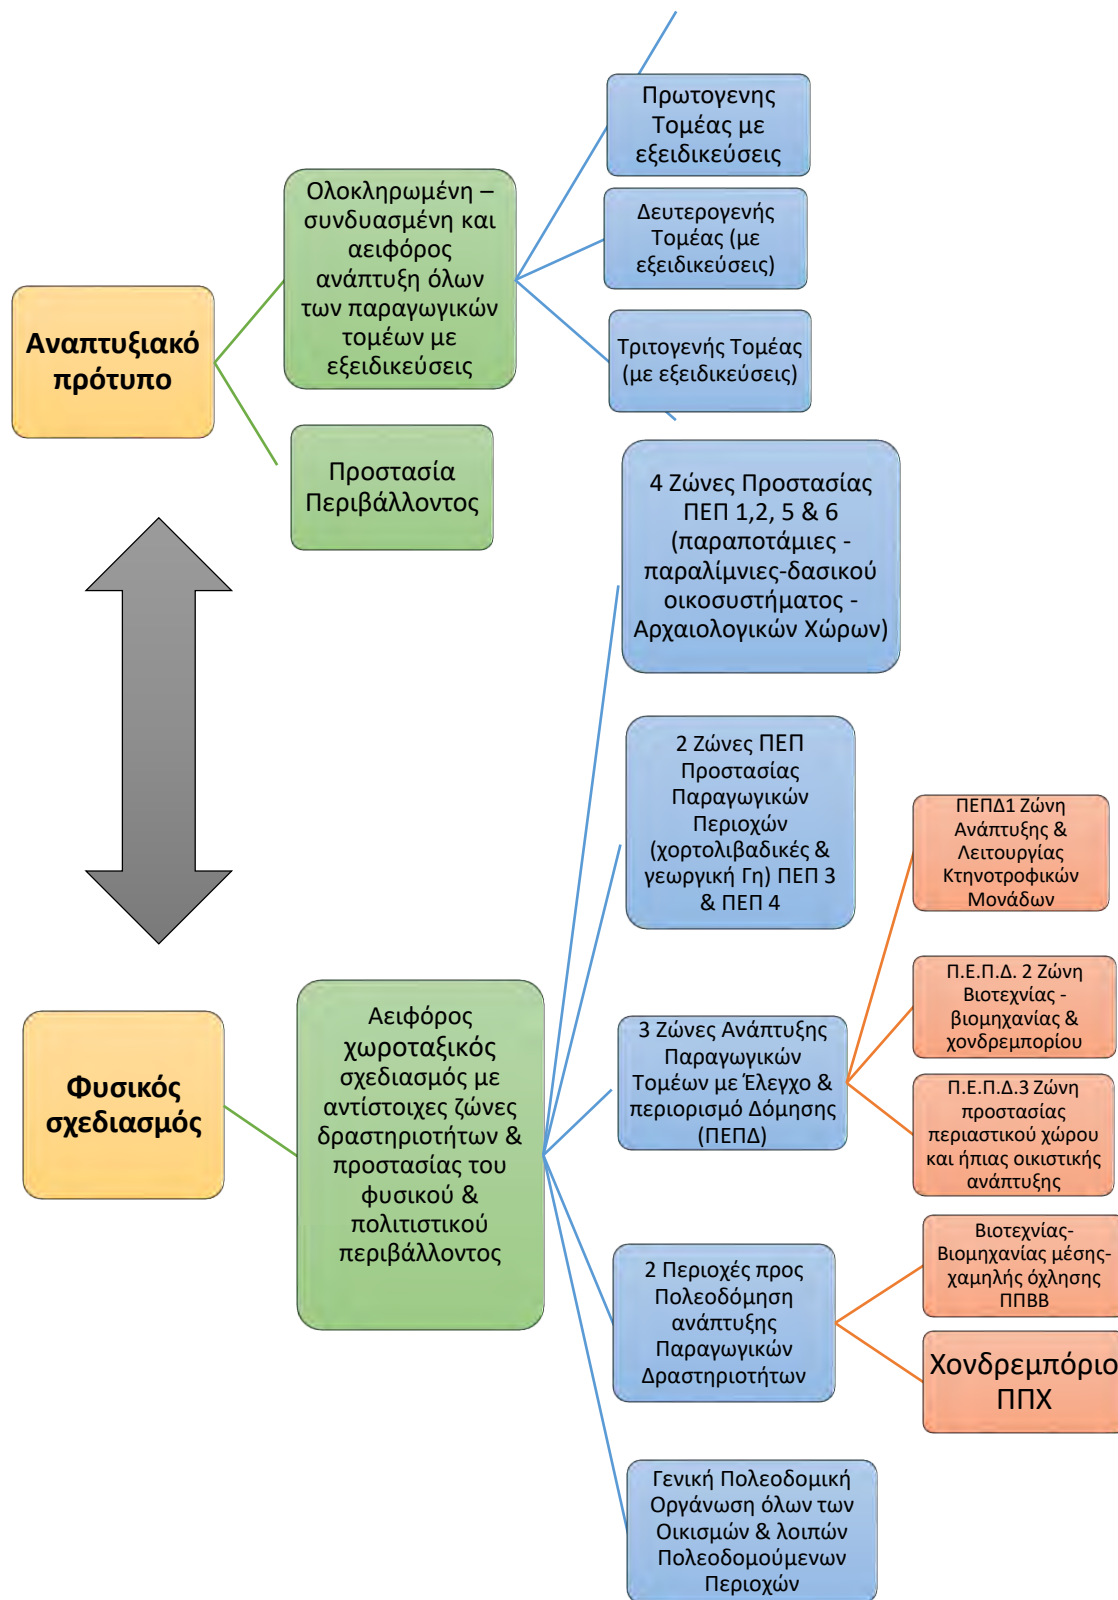 Αναπτυξιακό
πρότυπο
Ολοκληρωμένη –
συνδυασμένη και
αειφόρος
ανάπτυξη όλων
των παραγωγικών
τομέων με
εξειδικεύσεις
Πρωτογενης
Τομέας με
εξειδικεύσεις
Δευτερογενής
Τομέας (με
εξειδικεύσεις)
Τριτογενής Τομέας
(με εξειδικεύσεις)
Προστασία
Περιβάλλοντος
Φυσικός
σχεδιασμός
Αειφόρος
χωροταξικός
σχεδιασμός με
αντίστοιχες ζώνες
δραστηριοτήτων &
προστασίας του
φυσικού &
πολιτιστικού
περιβάλλοντος
4 Ζώνες Προστασίας
ΠΕΠ 1,2, 5 & 6
(παραποτάμιες -
παραλίμνιες-δασικού
οικοσυστήματος -
Αρχαιολογικών Χώρων)
2 Ζώνες ΠΕΠ
Προστασίας
Παραγωγικών
Περιοχών
(χορτολιβαδικές &
γεωργική Γη) ΠΕΠ 3
& ΠΕΠ 4
3 Ζώνες Ανάπτυξης
Παραγωγικών
Τομέων με Έλεγχο &
περιορισμό Δόμησης
(ΠΕΠΔ)
ΠΕΠΔ1 Ζώνη
Ανάπτυξης &
Λειτουργίας
Κτηνοτροφικών
Μονάδων
Π.Ε.Π.Δ. 2 Ζώνη
Βιοτεχνίας -
βιομηχανίας &
χονδρεμπορίου
Π.Ε.Π.Δ.3 Ζώνη
προστασίας
περιαστικού χώρου
και ήπιας οικιστικής
ανάπτυξης
2 Περιοχές προς
Πολεοδόμηση
ανάπτυξης
Παραγωγικών
Δραστηριοτήτων
Βιοτεχνίας-
Βιομηχανίας μέσης-
χαμηλής όχλησης
ΠΠΒΒ
Χονδρεμπόριο
ΠΠΧ
Γενική Πολεοδομική
Οργάνωση όλων των
Οικισμών & λοιπών
Πολεοδομούμενων
Περιοχών